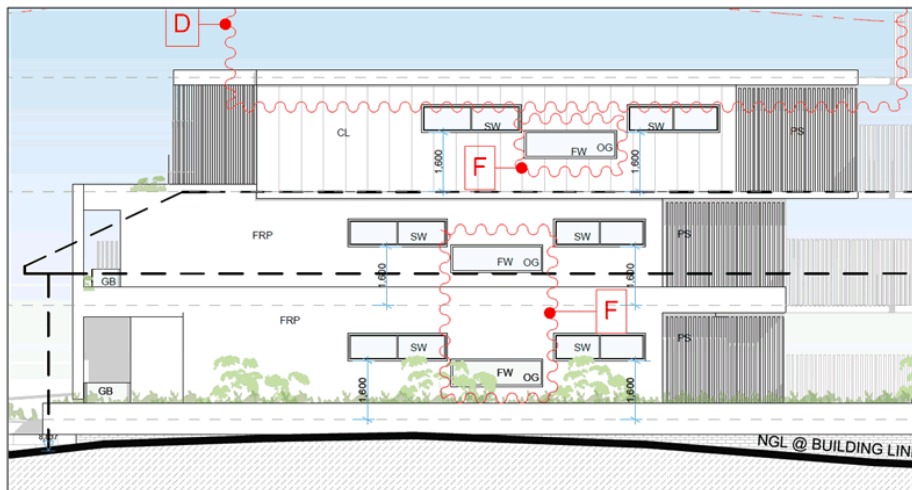 D
CL
SW
SW
PS
FW
OG
F
1,600
1,600
FRP
SW
SW
PS
FW
OG
GB
1,600
1,600
F
FRP
SW
SW
PS
FW
OG
GB
1,600
1,600
NGL @ BUILDING LINE